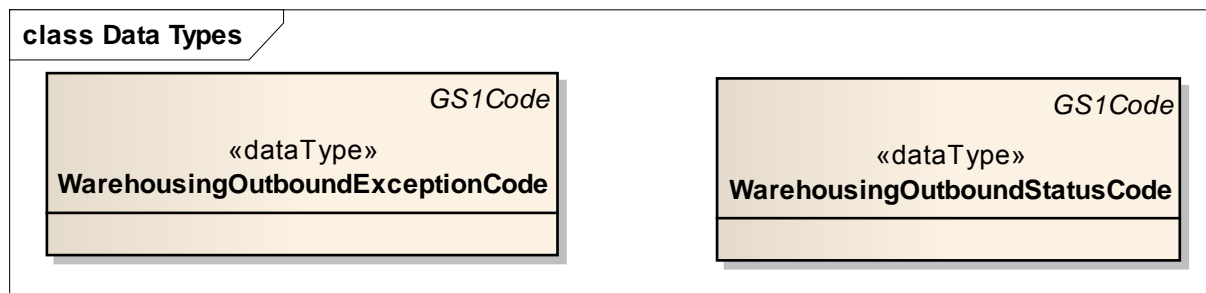 class Data Types
GS1Code
«dataType»
WarehousingOutboundExceptionCode
GS1Code
«dataType»
WarehousingOutboundStatusCode